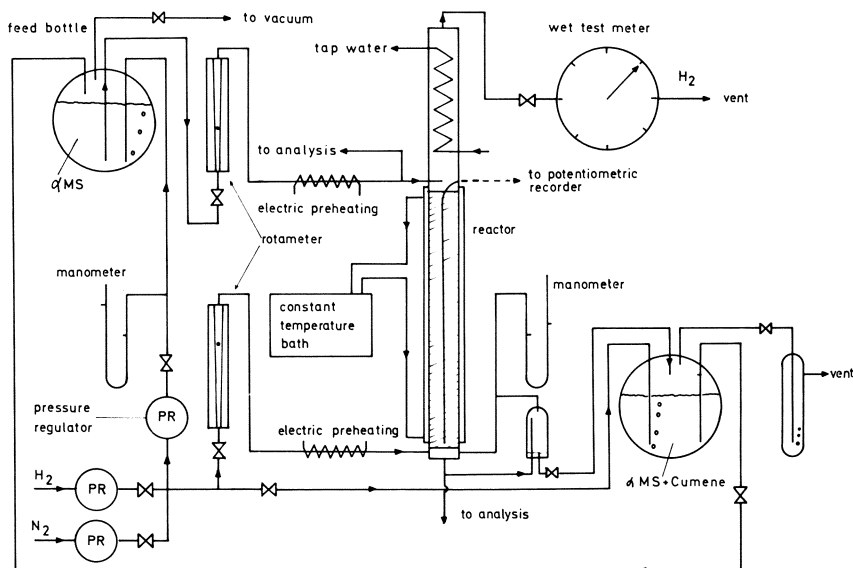 feed bottle
to vacuum
wet test meter
tap water
H2
vent
to analysis
αMS
to potentiometric
recorder
electric preheating
rotameter
reactor
manometer
manometer
constant
temperature
bath
vent
pressure
regulator
PR
electric preheating
H2
PR
αMS+Cumene
to analysis
N2
PR